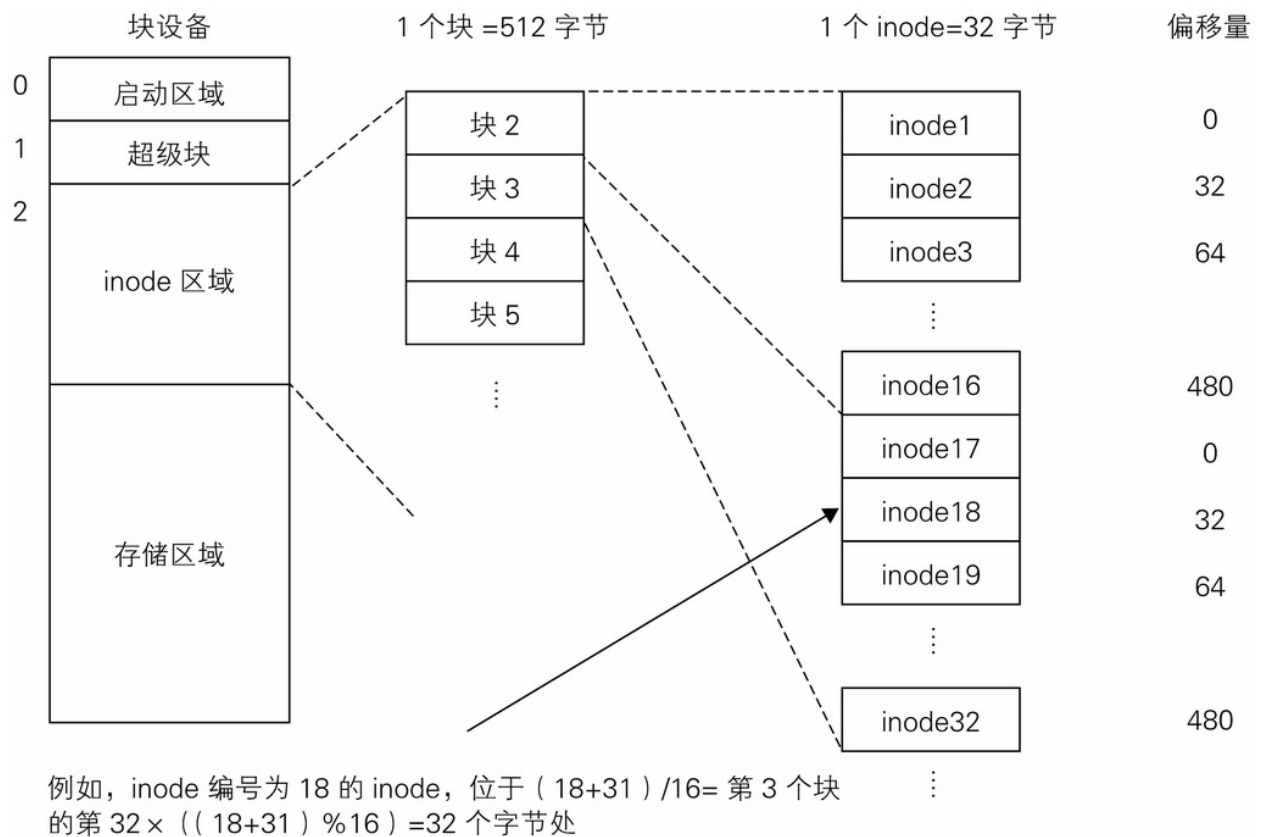 块设备
1 个块 =512 字节
1 个 inode=32 字节
偏移量
0
启动区域
1
超级块
2
inode 区域
存储区域
块 2
块 3
块 4
块 5
⋮
inode1
0
inode2
32
inode3
64
⋮
inode16
480
inode17
0
inode18
32
inode19
64
⋮
inode32
480
⋮
例如，inode 编号为 18 的 inode，位于（18+31）/16= 第 3 个块
的第 32×（(18+31）%16）=32 个字节处